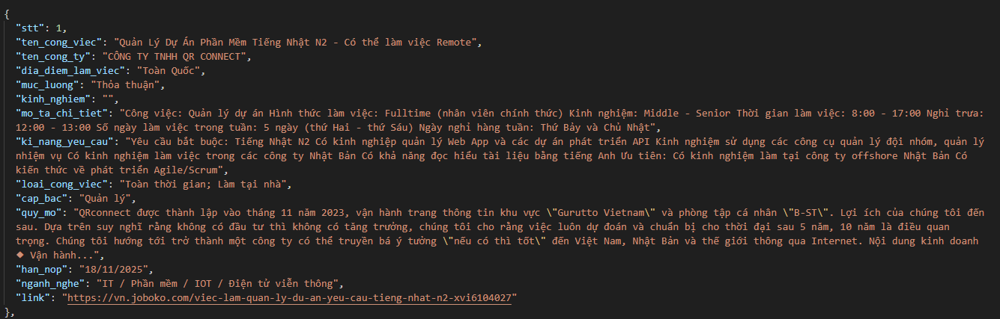 {
"stt": 1,
"ten_cong_viec": "Quản Lý Dự Án Phần Mềm Tiếng Nhật N2 - Có thể làm việc Remote",
"ten_cong_ty": "CÔNG TY TNHH QR CONNECT",
"dia_diem_lam_viec": "Toàn Quốc",
"muc_luong": "Thỏa thuận",
"kinh_nghiem": "",
"mo_ta_chi_tiet": "Công việc: Quản lý dự án Hình thức làm việc: Fulltime (nhân viên chính thức) Kinh nghiệm: Middle - Senior Thời gian làm việc: 8:00 - 17:00 Nghỉ trưa:
12:00 - 13:00 Số ngày làm việc trong tuần: 5 ngày (thứ Hai - thứ Sáu) Ngày nghỉ hàng tuần: Thứ Bảy và Chủ Nhật",
"ki_nang_yeu_cau": "Yêu cầu bắt buộc: Tiếng Nhật N2 Có kinh nghiệp quản lý Web App và các dự án phát triển API Kinh nghiệm sử dụng các công cụ quản lý đội nhóm, quản lý
nhiệm vụ Có kinh nghiệm làm việc trong các công ty Nhật Bản Có khả năng đọc hiểu tài liệu bằng tiếng Anh Ưu tiên: Có kinh nghiệm làm tại công ty offshore Nhật Bản Có
kiến thức về phát triển Agile/Scrum",
"loai_cong_viec": "Toàn thời gian; Làm tại nhà",
"cap_bac": "Quản lý",
"quy_mo": "QRconnect được thành lập vào tháng 11 năm 2023, vận hành trang thông tin khu vực \"Gurutto Vietnam\" và phòng tập cá nhân \"B-ST\". Lợi ích của chúng tôi đến
sau. Dựa trên suy nghĩ rằng không có đầu tư thì không có tăng trưởng, chúng tôi cho rằng việc luôn dự đoán và chuẩn bị cho thời đại sau 5 năm, 10 năm là điều quan
trọng. Chúng tôi hướng tới trở thành một công ty có thể truyền bá ý tưởng \"nếu có thì tốt\" đến Việt Nam, Nhật Bản và thế giới thông qua Internet. Nội dung kinh doanh
◆ Vận hành...",
"han_nop": "18/11/2025",
"nganh_nghe": "IT / Phần mềm / IOT / Điện tử viễn thông",
"link": "https://vn.joboko.com/viec-lam-quan-ly-du-an-yeu-cau-tieng-nhat-n2-xvi6104027"
},